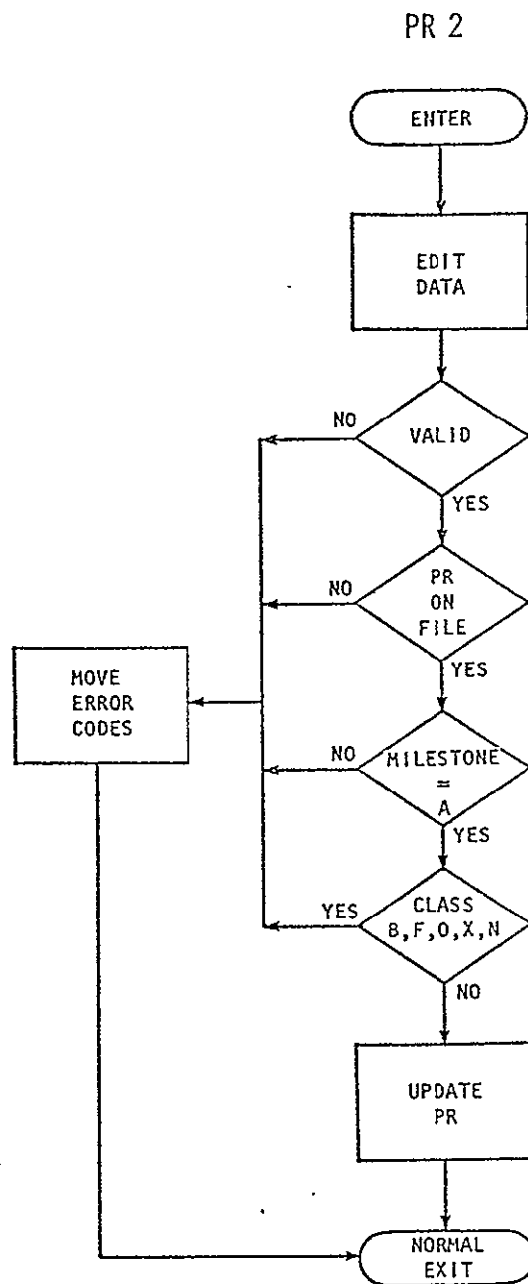 PR 2
ENTER
EDIT
DATA
NO
VALID
YES
NO
PR
ON
FILE
YES
MOVE
ERROR
CODES
NO
MILESTONE
=
A
YES
YES
CLASS
B,F,O,X,N
NO
UPDATE
PR
NORMAL
EXIT